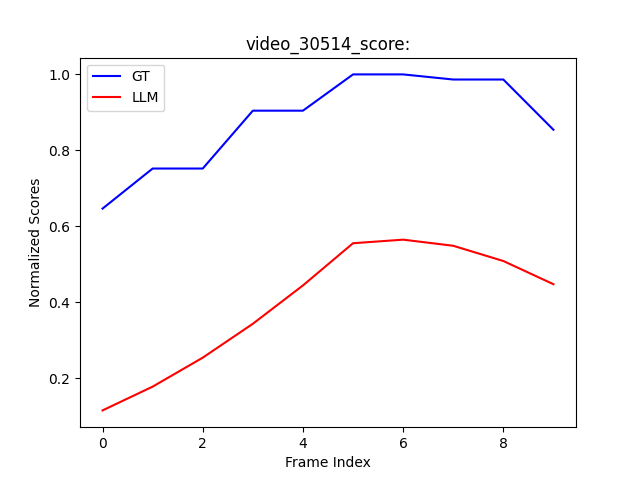 video_30514_score:
GT
LLM
1.0
0.8
0.6
0.4
0.2
Normalized Scores
0 2 4 6 8
Frame Index